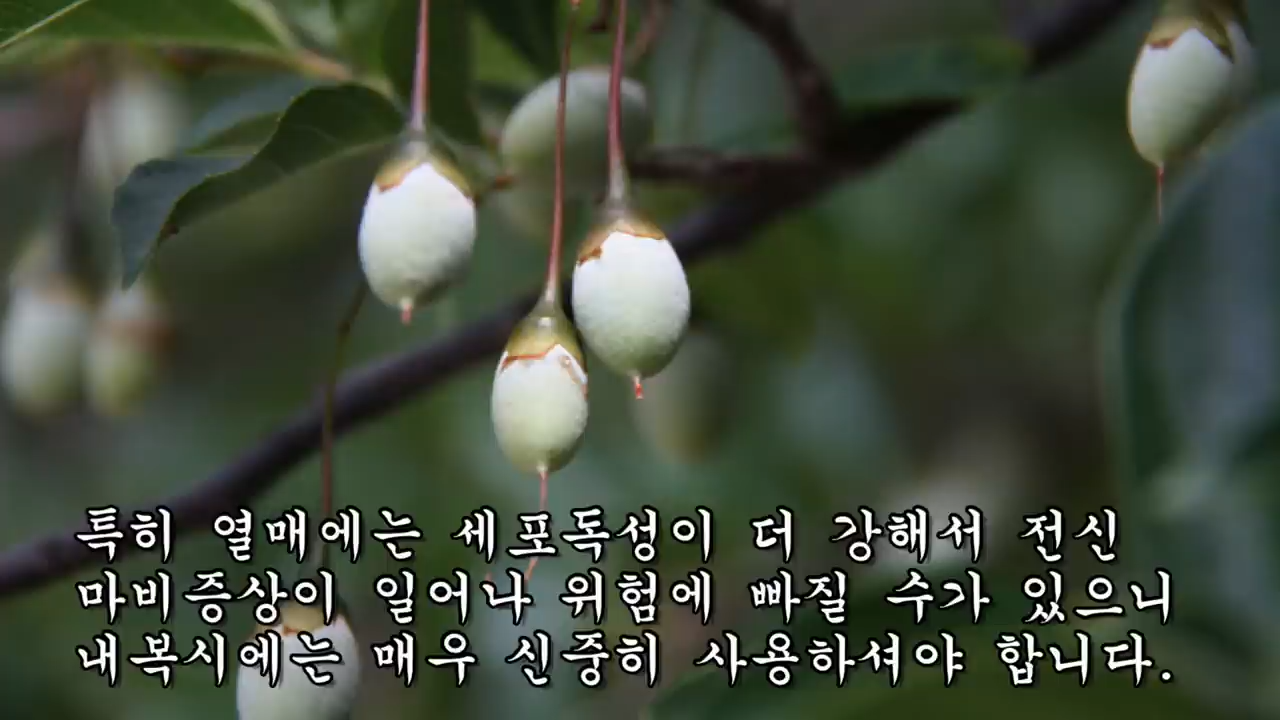 특히 열매에는 세포독성이 더 강해서 전신
마비증상이 일어나 위험에 빠질 수가 있으니
내복시에는 매우 신중히 사용하셔야 합니다.